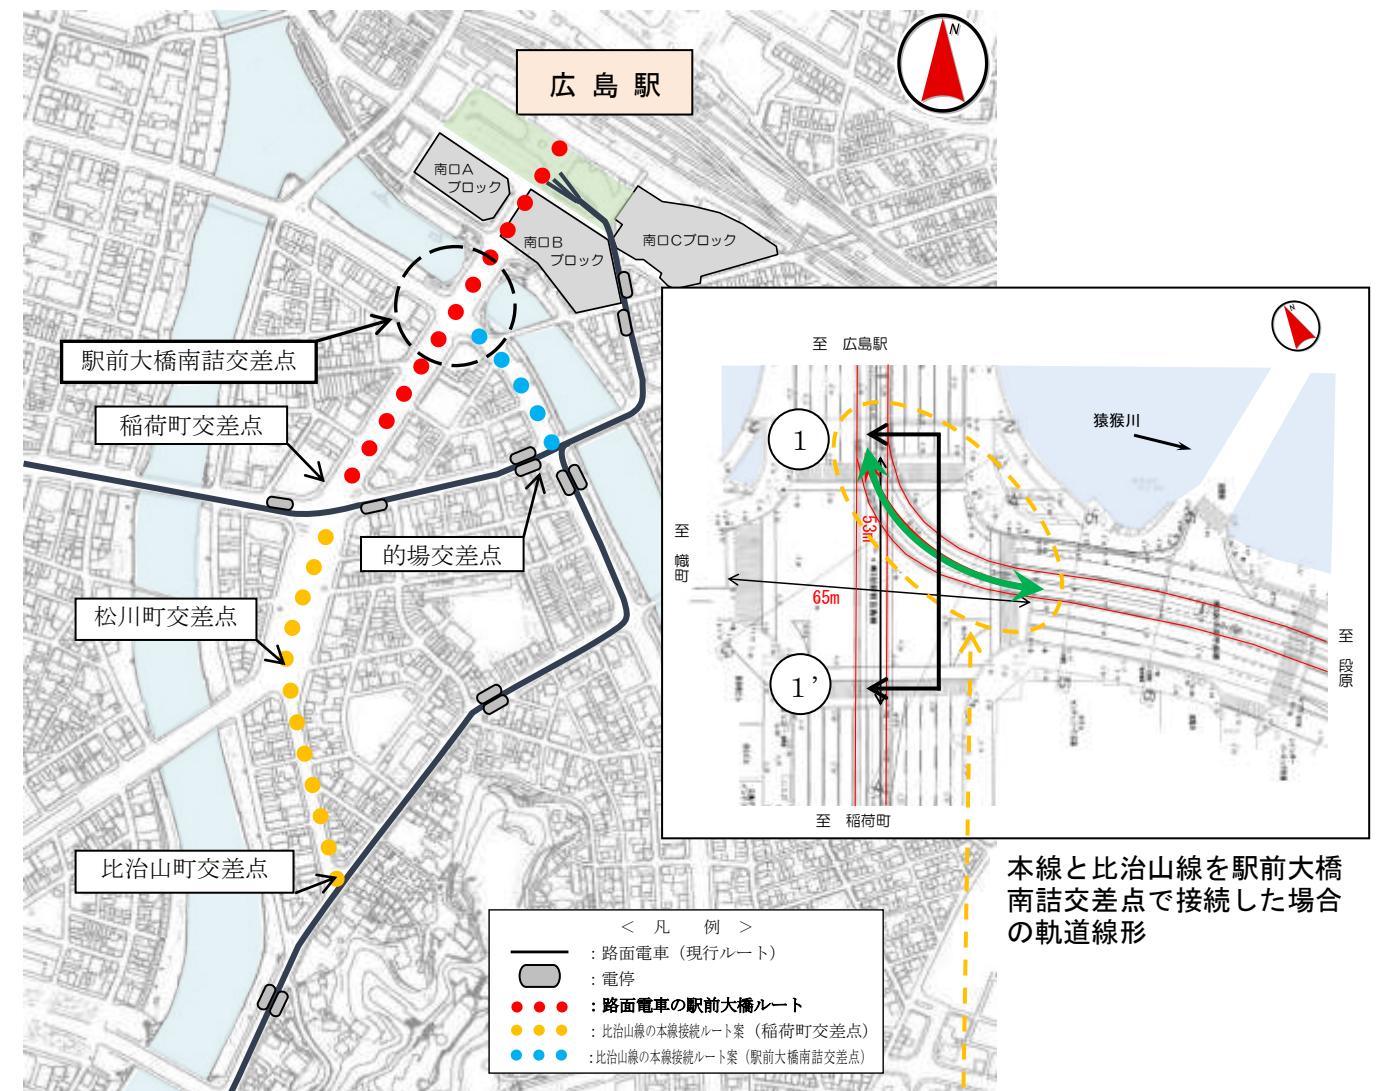 N
広島駅
南口A
ブロック
南口B
ブロック
南口Cブロック
駅前大橋南詰交差点
稲荷町交差点
的場交差点
松川町交差点
比治山町交差点
N
至 広島駅
猿猴川
1
53m
65m
至 幟町
至 段原
1’
至 稲荷町
本線と比治山線を駅前大橋
南詰交差点で接続した場合
の軌道線形
＜ 凡 例 ＞
：路面電車（現行ルート）
：電停
：路面電車の駅前大橋ルート
：比治山線の本線接続ルート案（稲荷町交差点）
：比治山線の本線接続ルート案（駅前大橋南詰交差点）